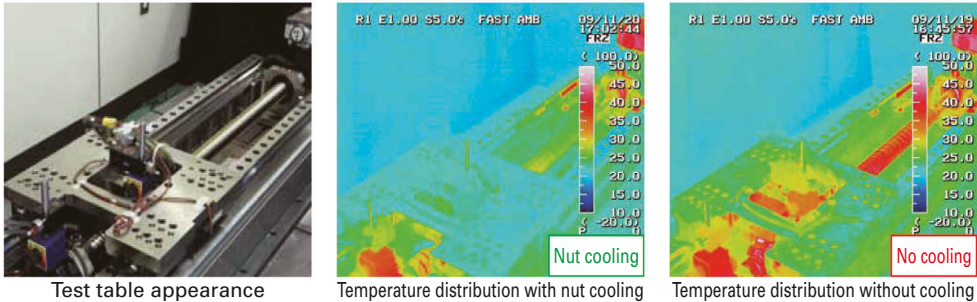 R1 E1.00 S5.0°c FAST AMB 09/11/20
17:02:44
FRZ
( 100.0)
50.0
45.0
40.0
35.0
30.0
25.0
20.0
15.0
10.0
( -20.0)
P 0
Nut cooling
R1 E1.00 S5.0°c FAST AMB 09/11/19
16:45:57
FRZ
( 100.0)
50.0
45.0
40.0
35.0
30.0
25.0
20.0
15.0
10.0
( -20.0)
P 0
No cooling
Test table appearance
Temperature distribution with nut cooling
Temperature distribution without cooling